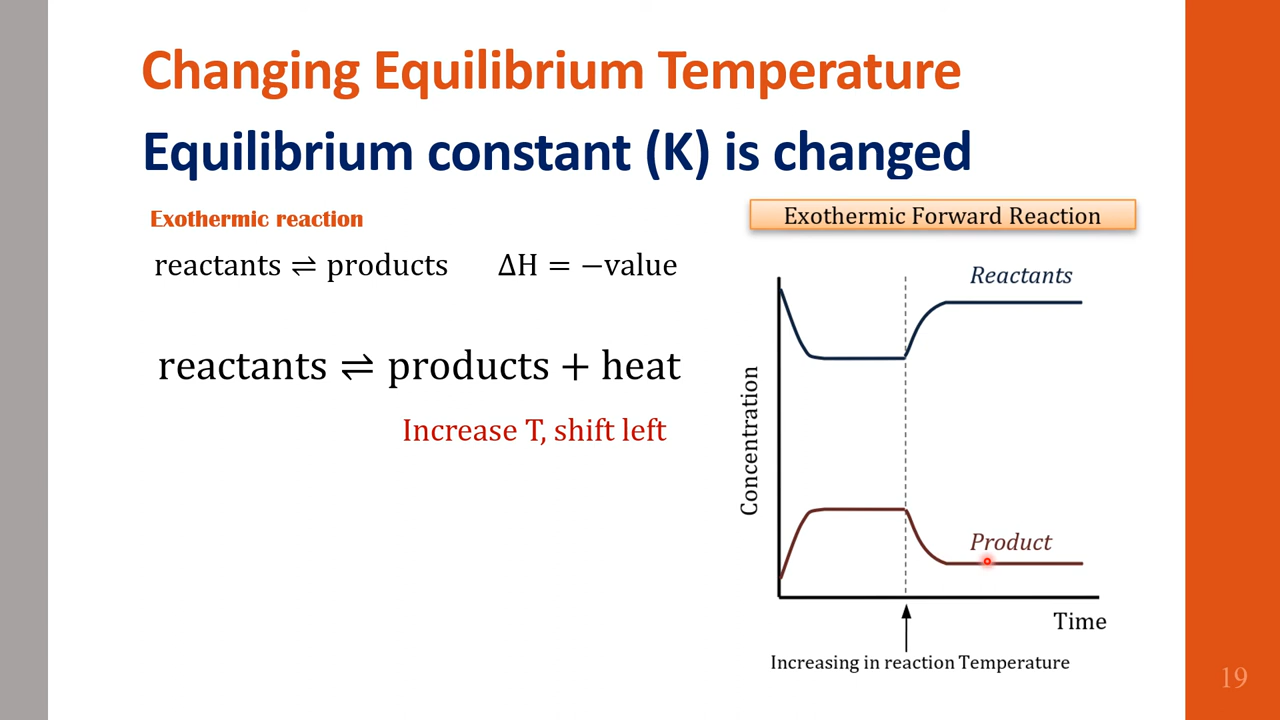 Changing Equilibrium Temperature
Equilibrium constant (K) is changed
Exothermic reaction
reactants ⇌ products ΔH = −value
reactants ⇌ products + heat
Increase T, shift left
Exothermic Forward Reaction
Reactants
Concentration
Product
Time
Increasing in reaction Temperature
19